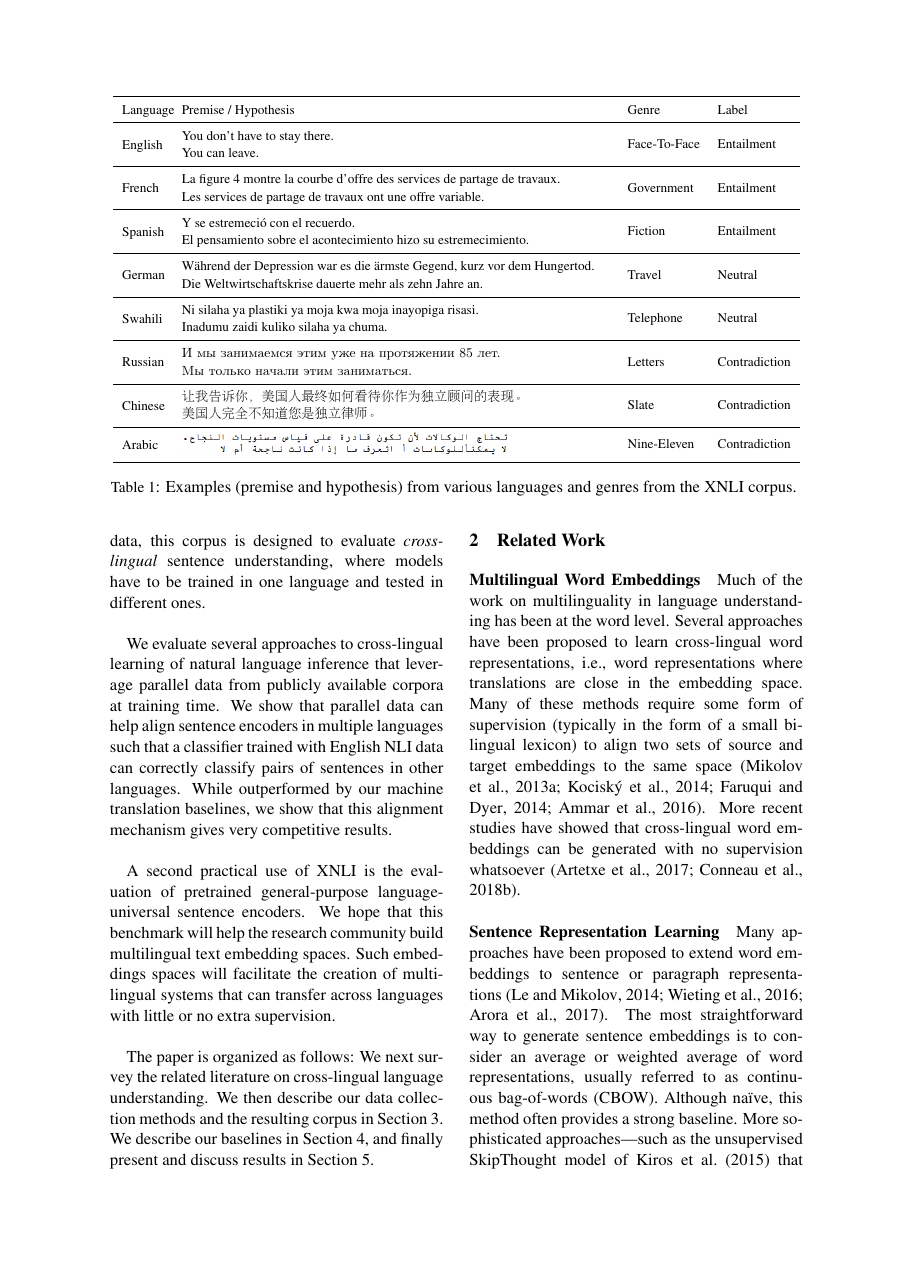 Language Premise / Hypothesis Genre Label
English You don't have to stay there. Face-To-Face Entailment
You can leave.
French La figure 4 montre la courbe d'offre des services de partage de travaux. Government Entailment
Les services de partage de travaux ont une offre variable.
Spanish Y se estremeció con el recuerdo. Fiction Entailment
El pensamiento sobre el acontecimiento hizo su estremecimiento.
German Während der Depression war es die ärmste Gegend, kurz vor dem Hungertod. Travel Neutral
Die Weltwirtschaftskrise dauerte mehr als zehn Jahre an.
Swahili Ni silaha ya plastiki ya moja kwa moja inayopiga risasi. Telephone Neutral
Inadumu zaidi kuliko silaha ya chuma.
Russian И мы занимаемся этим уже на протяжении 85 лет. Letters Contradiction
Мы только начали этим заниматься.
Chinese 让我告诉你，美国人最终如何看待你作为独立顾问的表现。 Slate Contradiction
美国人完全不知道您是独立律师。
Arabic تحتاج الوكالات لأن تكون قادرة على قياس مستويات النجاح. Nine-Eleven Contradiction
لا يمكن للوكاسات أ اتعرف ما إذا كانت ناجحة أم لا
Table 1: Examples (premise and hypothesis) from various languages and genres from the XNLI corpus.
data, this corpus is designed to evaluate cross-
lingual sentence understanding, where models
have to be trained in one language and tested in
different ones.
We evaluate several approaches to cross-lingual
learning of natural language inference that lever-
age parallel data from publicly available corpora
at training time. We show that parallel data can
help align sentence encoders in multiple languages
such that a classifier trained with English NLI data
can correctly classify pairs of sentences in other
languages. While outperformed by our machine
translation baselines, we show that this alignment
mechanism gives very competitive results.
A second practical use of XNLI is the eval-
uation of pretrained general-purpose language-
universal sentence encoders. We hope that this
benchmark will help the research community build
multilingual text embedding spaces. Such embed-
dings spaces will facilitate the creation of multi-
lingual systems that can transfer across languages
with little or no extra supervision.
The paper is organized as follows: We next sur-
vey the related literature on cross-lingual language
understanding. We then describe our data collec-
tion methods and the resulting corpus in Section 3.
We describe our baselines in Section 4, and finally
present and discuss results in Section 5.
2 Related Work
Multilingual Word Embeddings Much of the
work on multilinguality in language understand-
ing has been at the word level. Several approaches
have been proposed to learn cross-lingual word
representations, i.e., word representations where
translations are close in the embedding space.
Many of these methods require some form of
supervision (typically in the form of a small bi-
lingual lexicon) to align two sets of source and
target embeddings to the same space (Mikolov
et al., 2013a; Kociský et al., 2014; Faruqui and
Dyer, 2014; Ammar et al., 2016). More recent
studies have showed that cross-lingual word em-
beddings can be generated with no supervision
whatsoever (Artetxe et al., 2017; Conneau et al.,
2018b).
Sentence Representation Learning Many ap-
proaches have been proposed to extend word em-
beddings to sentence or paragraph representa-
tions (Le and Mikolov, 2014; Wieting et al., 2016;
Arora et al., 2017). The most straightforward
way to generate sentence embeddings is to con-
sider an average or weighted average of word
representations, usually referred to as continu-
ous bag-of-words (CBOW). Although naïve, this
method often provides a strong baseline. More so-
phisticated approaches—such as the unsupervised
SkipThought model of Kiros et al. (2015) that